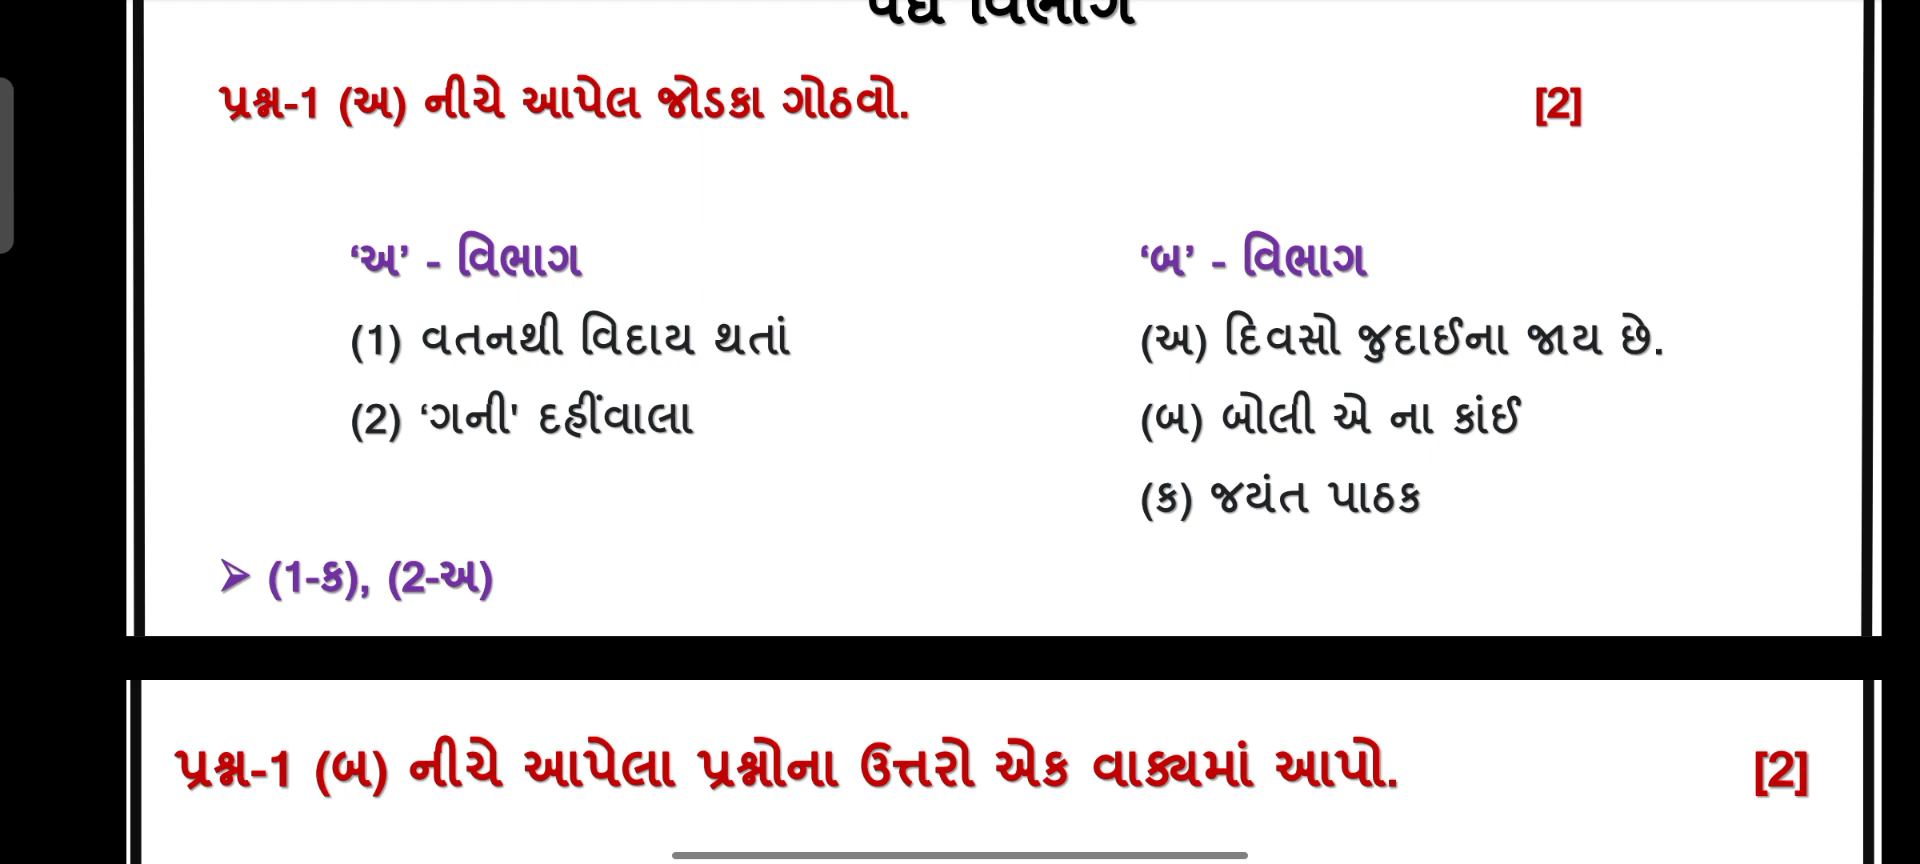 પદ્ય વિભાગ
પ્રશ્ન-1 (અ) નીચે આપેલ જોડકા ગોઠવો. [2]
‘અ’ - વિભાગ ‘બ’ - વિભાગ
(1) વતનથી વિદાય થતાં (અ) દિવસો જુદાઈના જાય છે.
(2) ‘ગની' દહીંવાલા (બ) બોલી એ ના કાંઈ
(ક) જયંત પાઠક
➢ (1-ક), (2-અ)
પ્રશ્ન-1 (બ) નીચે આપેલા પ્રશ્નોના ઉત્તરો એક વાક્યમાં આપો. [2]